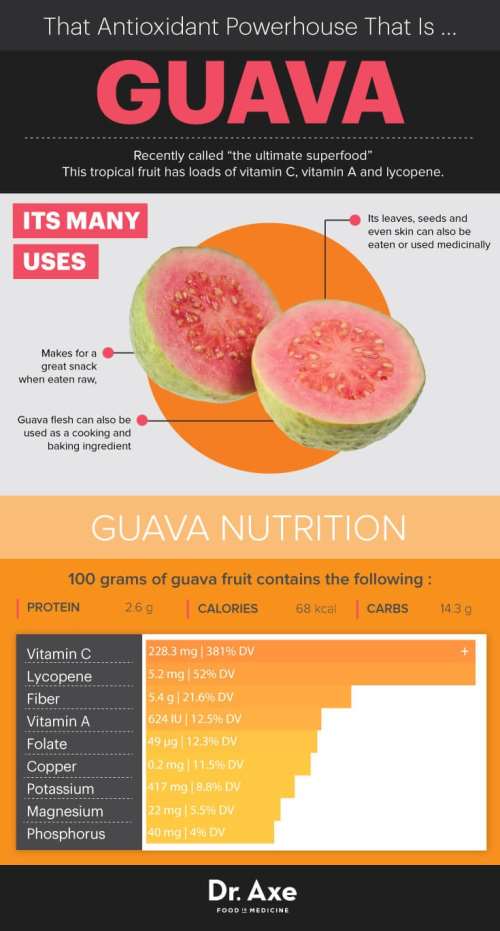 That Antioxidant Powerhouse That Is ...
GUAVA
Recently called “the ultimate superfood”
This tropical fruit has loads of vitamin C, vitamin A and lycopene.
ITS MANY
USES
Its leaves, seeds and
even skin can also be
eaten or used medicinally
Makes for a
great snack
when eaten raw,
Guava flesh can also be
used as a cooking and
baking ingredient
GUAVA NUTRITION
100 grams of guava fruit contains the following :
PROTEIN 2.6 g CALORIES 68 kcal CARBS 14.3 g
Vitamin C 228.3 mg | 381% DV +
Lycopene 5.2 mg | 52% DV
Fiber 5.4 g | 21.6% DV
Vitamin A 624 IU | 12.5% DV
Folate 49 µg | 12.3% DV
Copper 0.2 mg | 11.5% DV
Potassium 417 mg | 8.8% DV
Magnesium 22 mg | 5.5% DV
Phosphorus 40 mg | 4% DV
Dr. Axe
FOOD IS MEDICINE